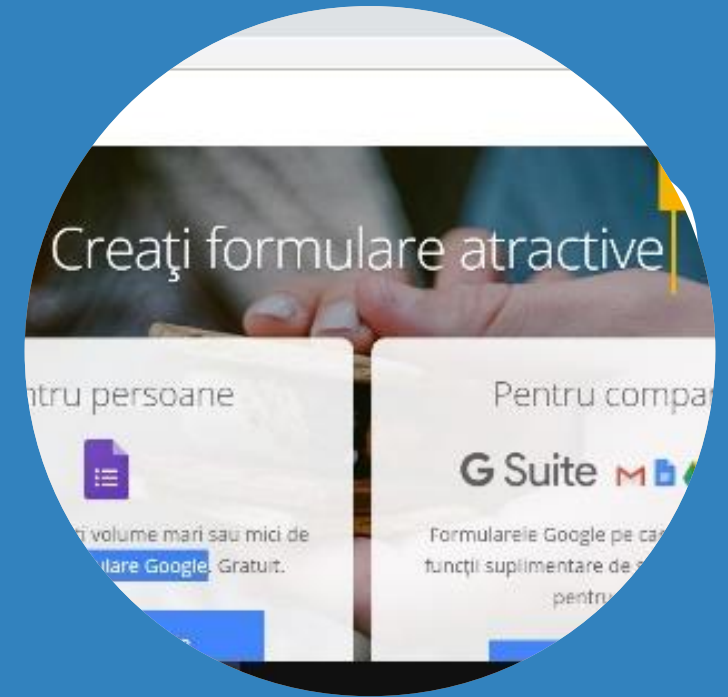 Creaţi formulare atractive
ntru persoane
Pentru compa
G Suite
volume mari sau mici de
ulare Google. Gratuit.
Formularele Google pe ca
funcții suplimentare de s
pentru